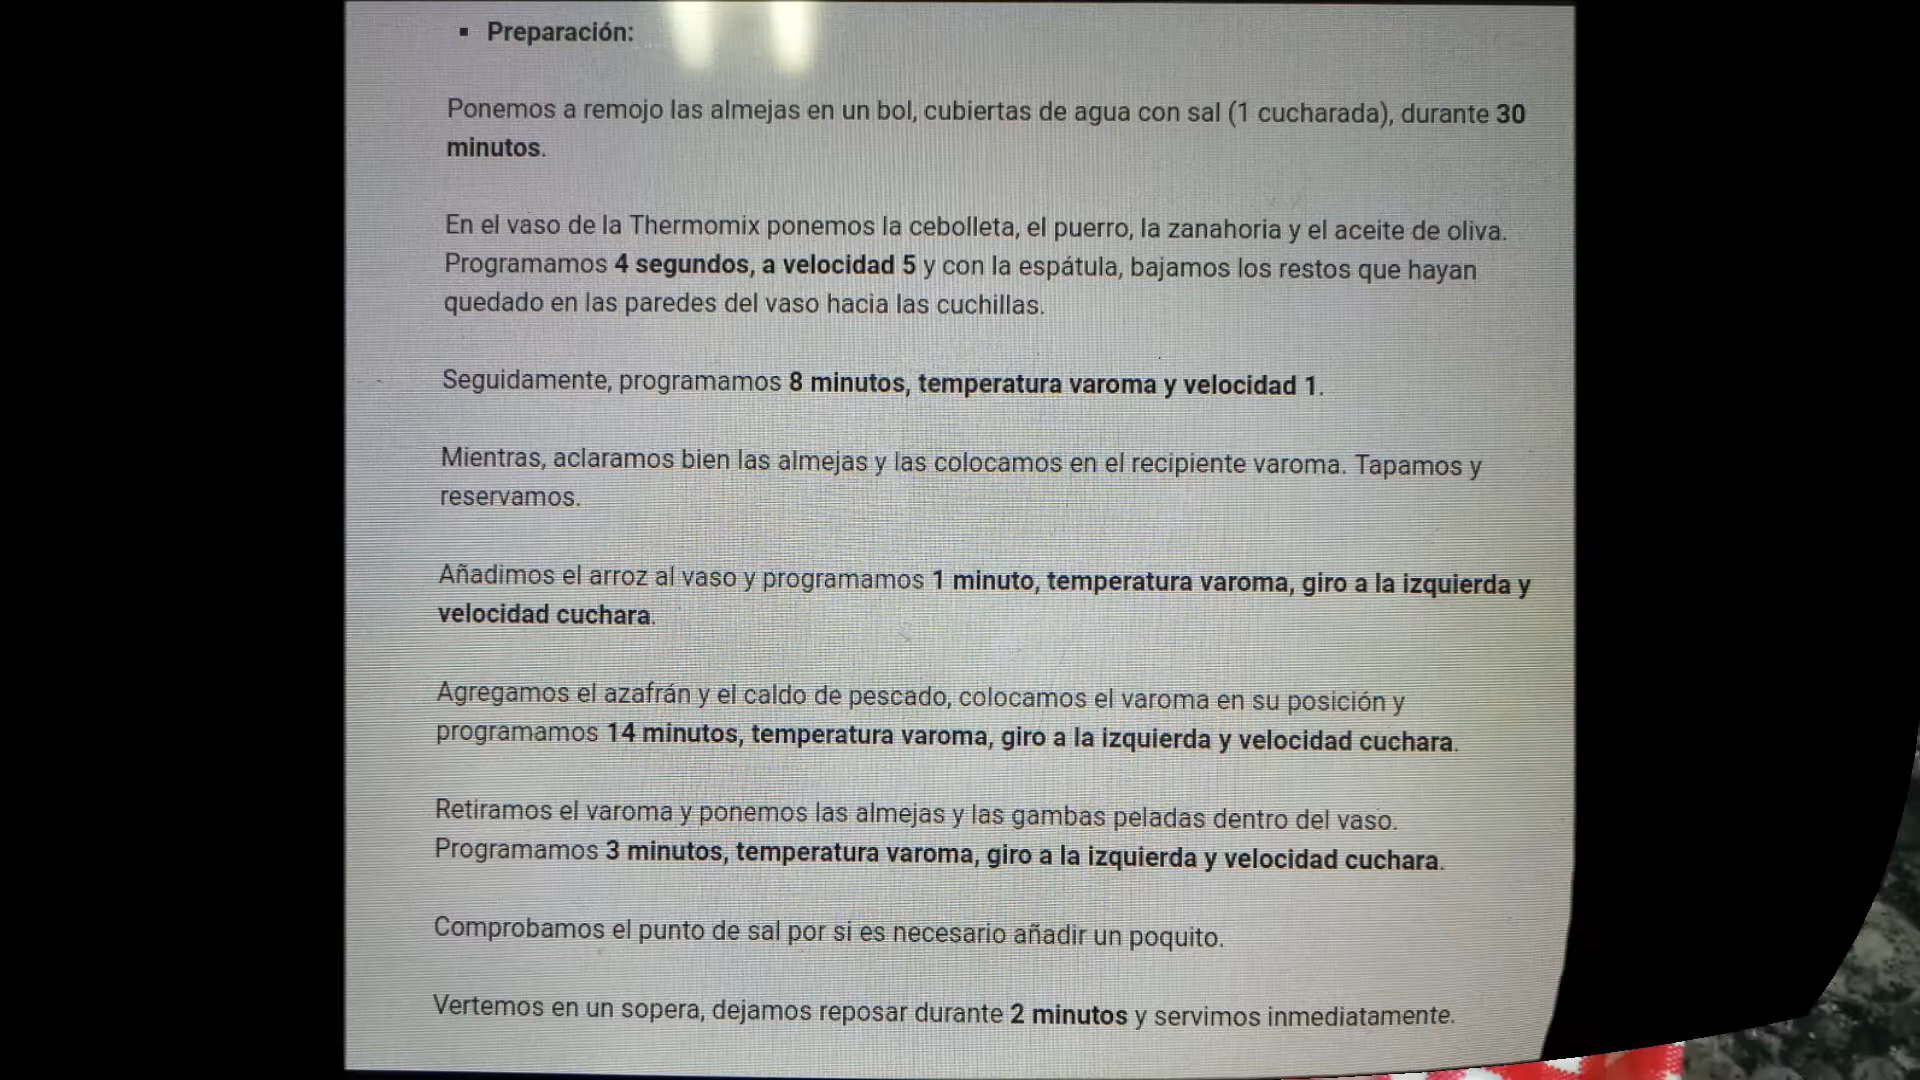 ▪ Preparación:
Ponemos a remojo las almejas en un bol, cubiertas de agua con sal (1 cucharada), durante 30
minutos.
En el vaso de la Thermomix ponemos la cebolleta, el puerro, la zanahoria y el aceite de oliva.
Programamos 4 segundos, a velocidad 5 y con la espátula, bajamos los restos que hayan
quedado en las paredes del vaso hacia las cuchillas.
Seguidamente, programamos 8 minutos, temperatura varoma y velocidad 1.
Mientras, aclaramos bien las almejas y las colocamos en el recipiente varoma. Tapamos y
reservamos.
Añadimos el arroz al vaso y programamos 1 minuto, temperatura varoma, giro a la izquierda y
velocidad cuchara.
Agregamos el azafrán y el caldo de pescado, colocamos el varoma en su posición y
programamos 14 minutos, temperatura varoma, giro a la izquierda y velocidad cuchara.
Retiramos el varoma y ponemos las almejas y las gambas peladas dentro del vaso.
Programamos 3 minutos, temperatura varoma, giro a la izquierda y velocidad cuchara.
Comprobamos el punto de sal por si es necesario añadir un poquito.
Vertemos en un sopera, dejamos reposar durante 2 minutos y servimos inmediatamente.